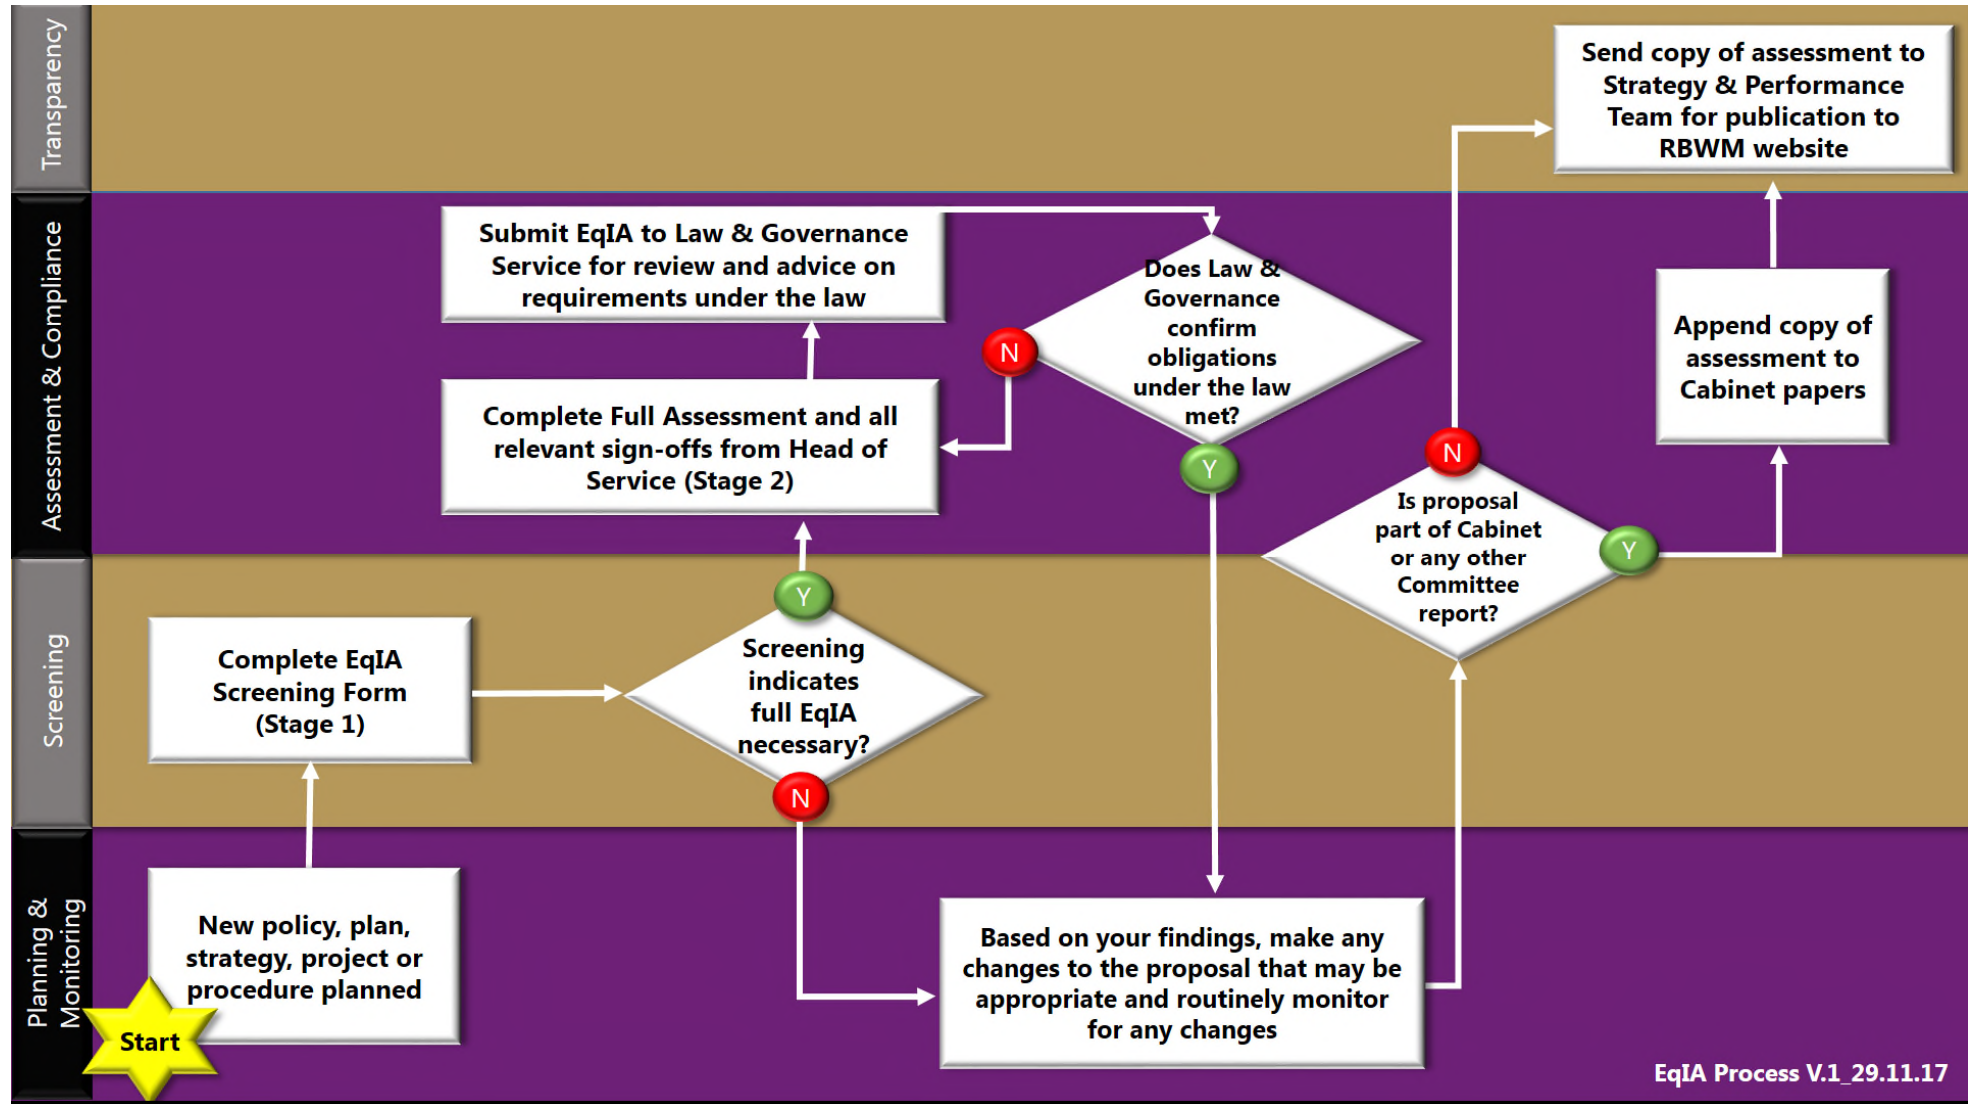 Transparency
Send copy of assessment to
Strategy & Performance
Team for publication to
RBWM website
Assessment & Compliance
Submit EqIA to Law & Governance
Service for review and advice on
requirements under the law
Does Law &
Governance
confirm
obligations
under the law
met?
N
Y
Complete Full Assessment and all
relevant sign-offs from Head of
Service (Stage 2)
Append copy of
assessment to
Cabinet papers
N
Is proposal
part of Cabinet
or any other
Committee
report?
Y
Screening
Complete EqIA
Screening Form
(Stage 1)
Y
Screening
indicates
full EqIA
necessary?
N
Planning &
Monitoring
New policy, plan,
strategy, project or
procedure planned
Start
Based on your findings, make any
changes to the proposal that may be
appropriate and routinely monitor
for any changes
EqIA Process V.1_29.11.17